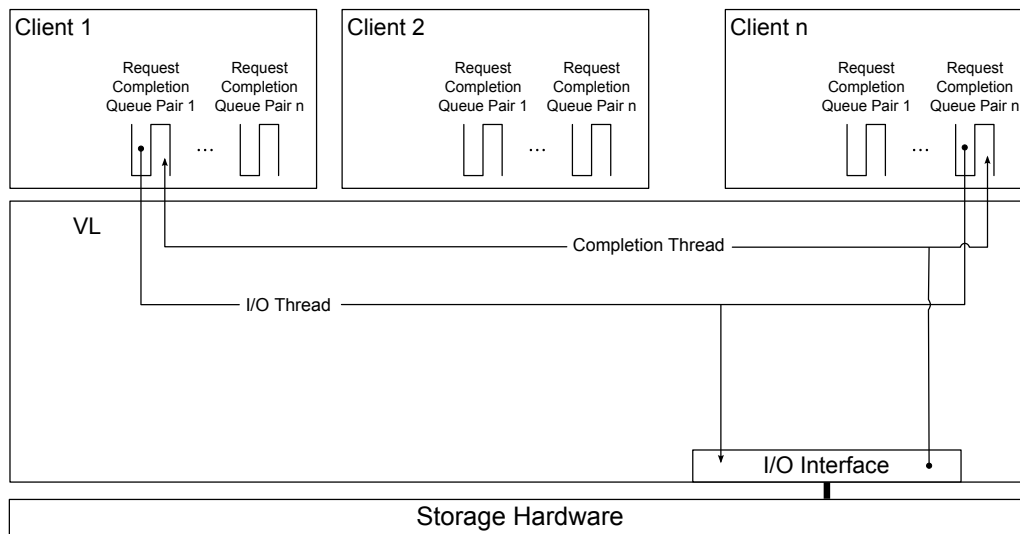 Client 1
Request
Completion
Queue Pair 1
...
Request
Completion
Queue Pair n
Client 2
Request
Completion
Queue Pair 1
...
Request
Completion
Queue Pair n
Client n
Request
Completion
Queue Pair 1
...
Request
Completion
Queue Pair n
VL
Completion Thread
I/O Thread
I/O Interface
Storage Hardware